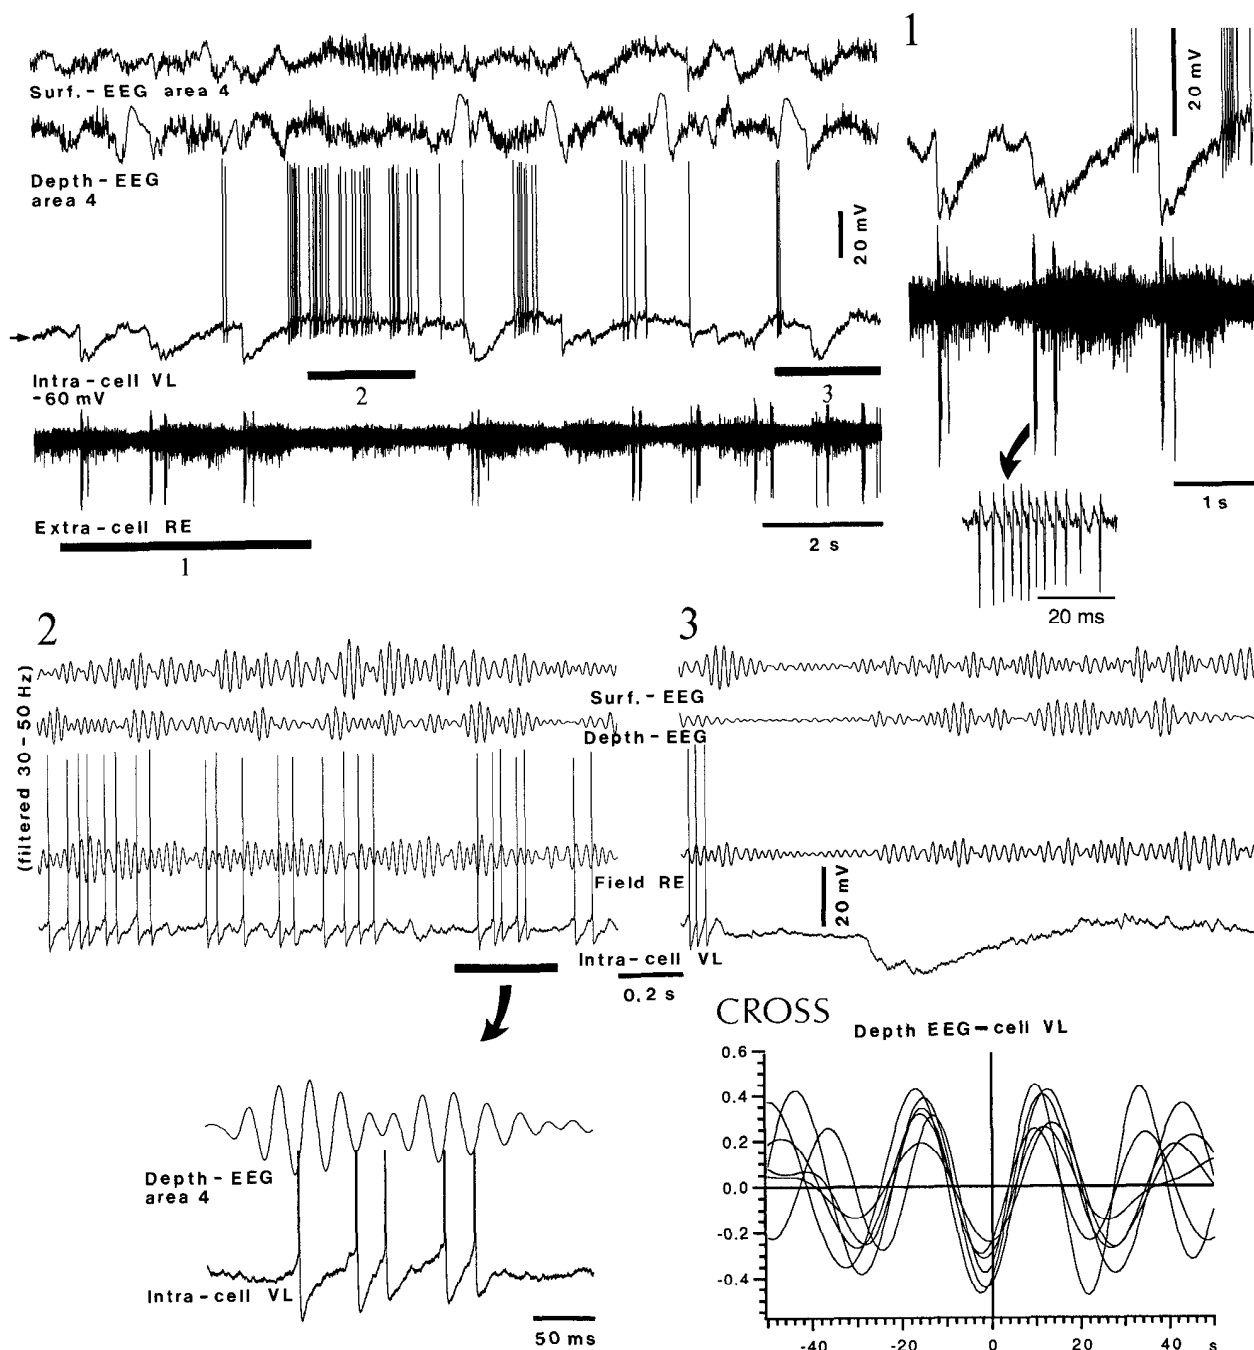 1
Surf.-EEG area 4
20 mV
Depth-EEG
area 4
20 mV
Intra-cell VL
-60 mV
2
3
Extra-cell RE
2 s
1
1 s
20 ms
2
3
(filtered 30-50 Hz)
Surf.-EEG
Depth-EEG
Field RE
20 mV
Intra-cell VL
0.2 s
CROSS
Depth EEG-cell VL
0.6
0.4
0.2
0.0
-0.2
-0.4
-40 -20 0 20 40 s
Depth-EEG
area 4
Intra-cell VL
50 ms